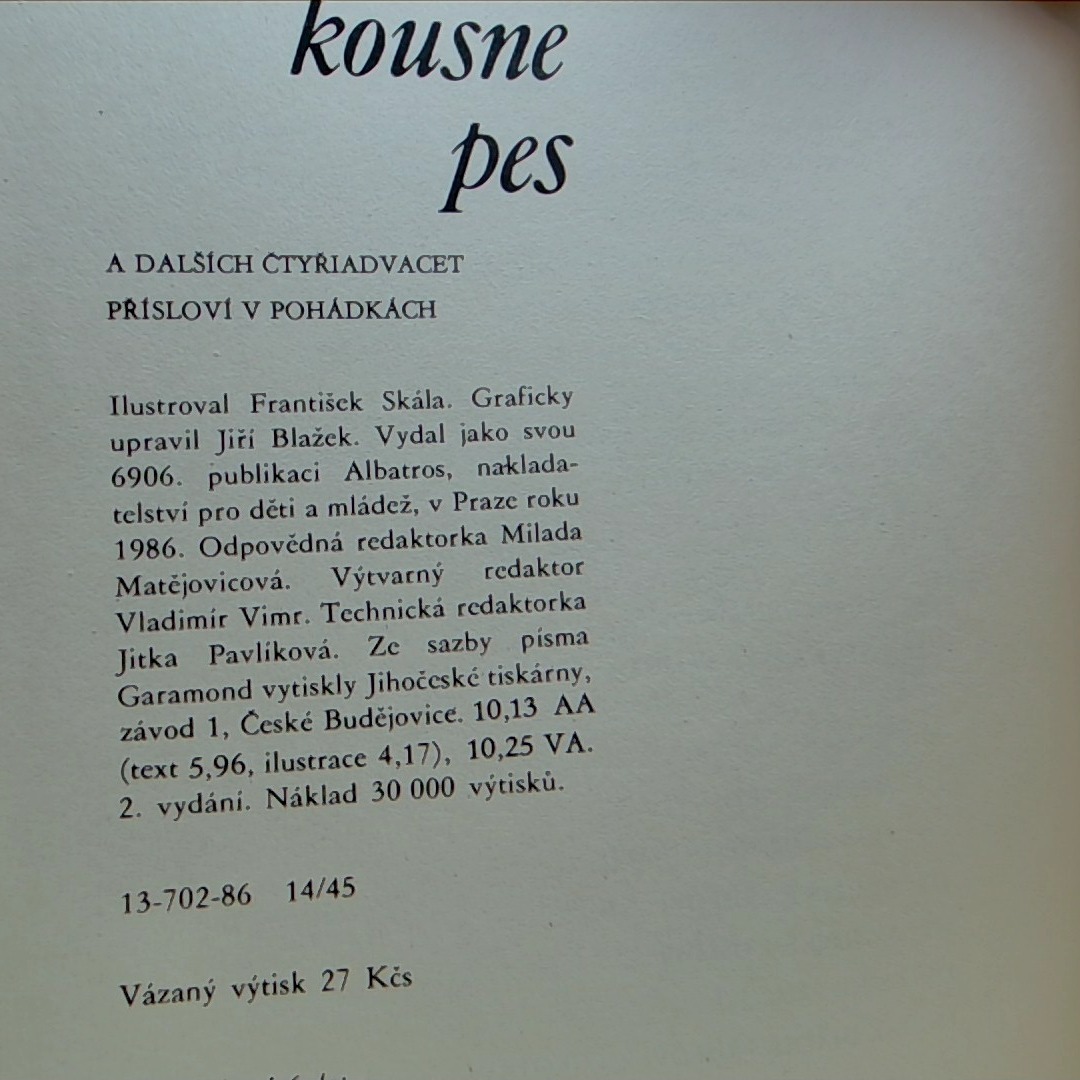 kousne
pes
A DALŠÍCH ČTYŘIADVACET
PŘÍSLOVÍ V POHÁDKÁCH
Ilustroval František Skála. Graficky
upravil Jiří Blažek. Vydal jako svou
6906. publikaci Albatros, naklada-
telství pro děti a mládež, v Praze roku
1986. Odpovědná redaktorka Milada
Matějovicová. Výtvarný redaktor
Vladimír Vimr. Technická redaktorka
Jitka Pavlíková. Ze sazby písma
Garamond vytiskly Jihočeské tiskárny,
závod 1, České Budějovice. 10,13 AA
(text 5,96, ilustrace 4,17), 10,25 VA.
2. vydání. Náklad 30 000 výtisků.
13-702-86 14/45
Vázaný výtisk 27 Kčs